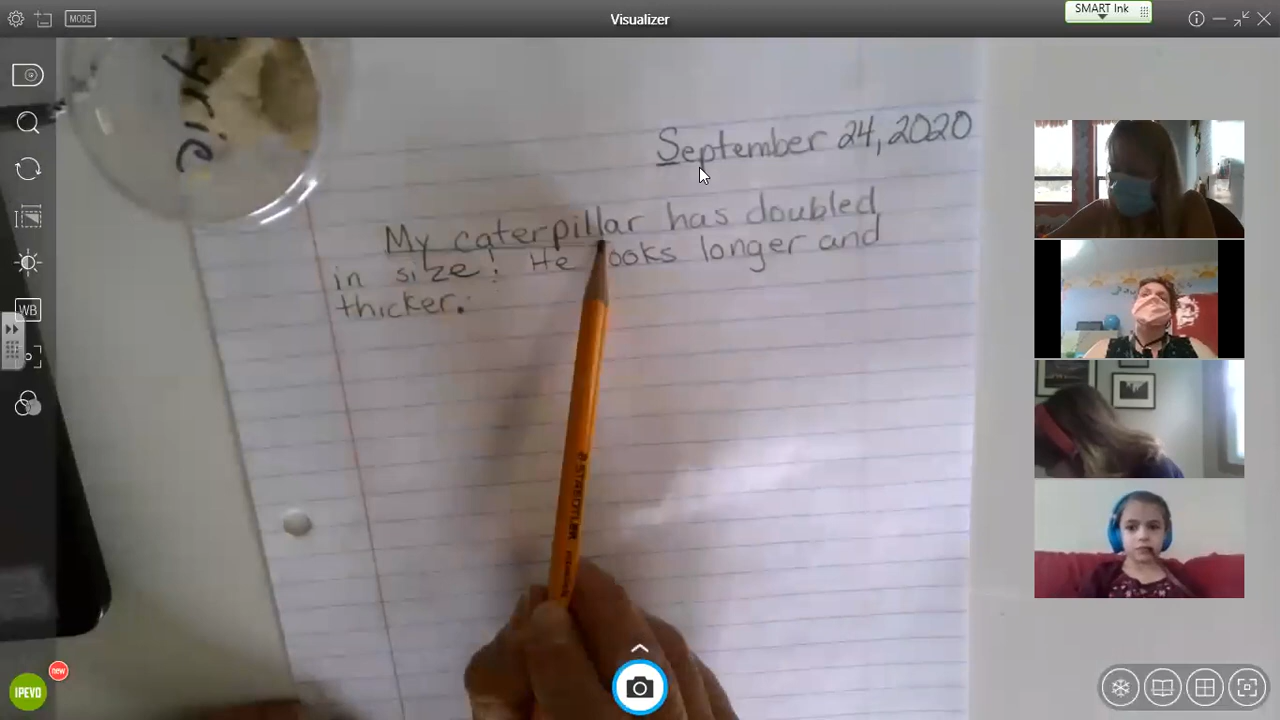 MODE
Visualizer
SMART Ink
yrie
September 24, 2020
My caterpillar has doubled
in size. He looks longer and
thicker.
WB
STAEDTLER
new
IPEVO